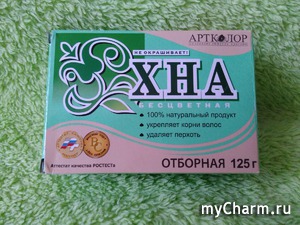 АРТКОЛОР
НЕ ОКРАШИВАЕТ!
ХНА
БЕСЦВЕТНАЯ
• 100% натуральный продукт
• укрепляет корни волос
• удаляет перхоть
Аттестат качества РОСТЕСТЬ
ОТБОРНАЯ 125 г
myCharm.ru